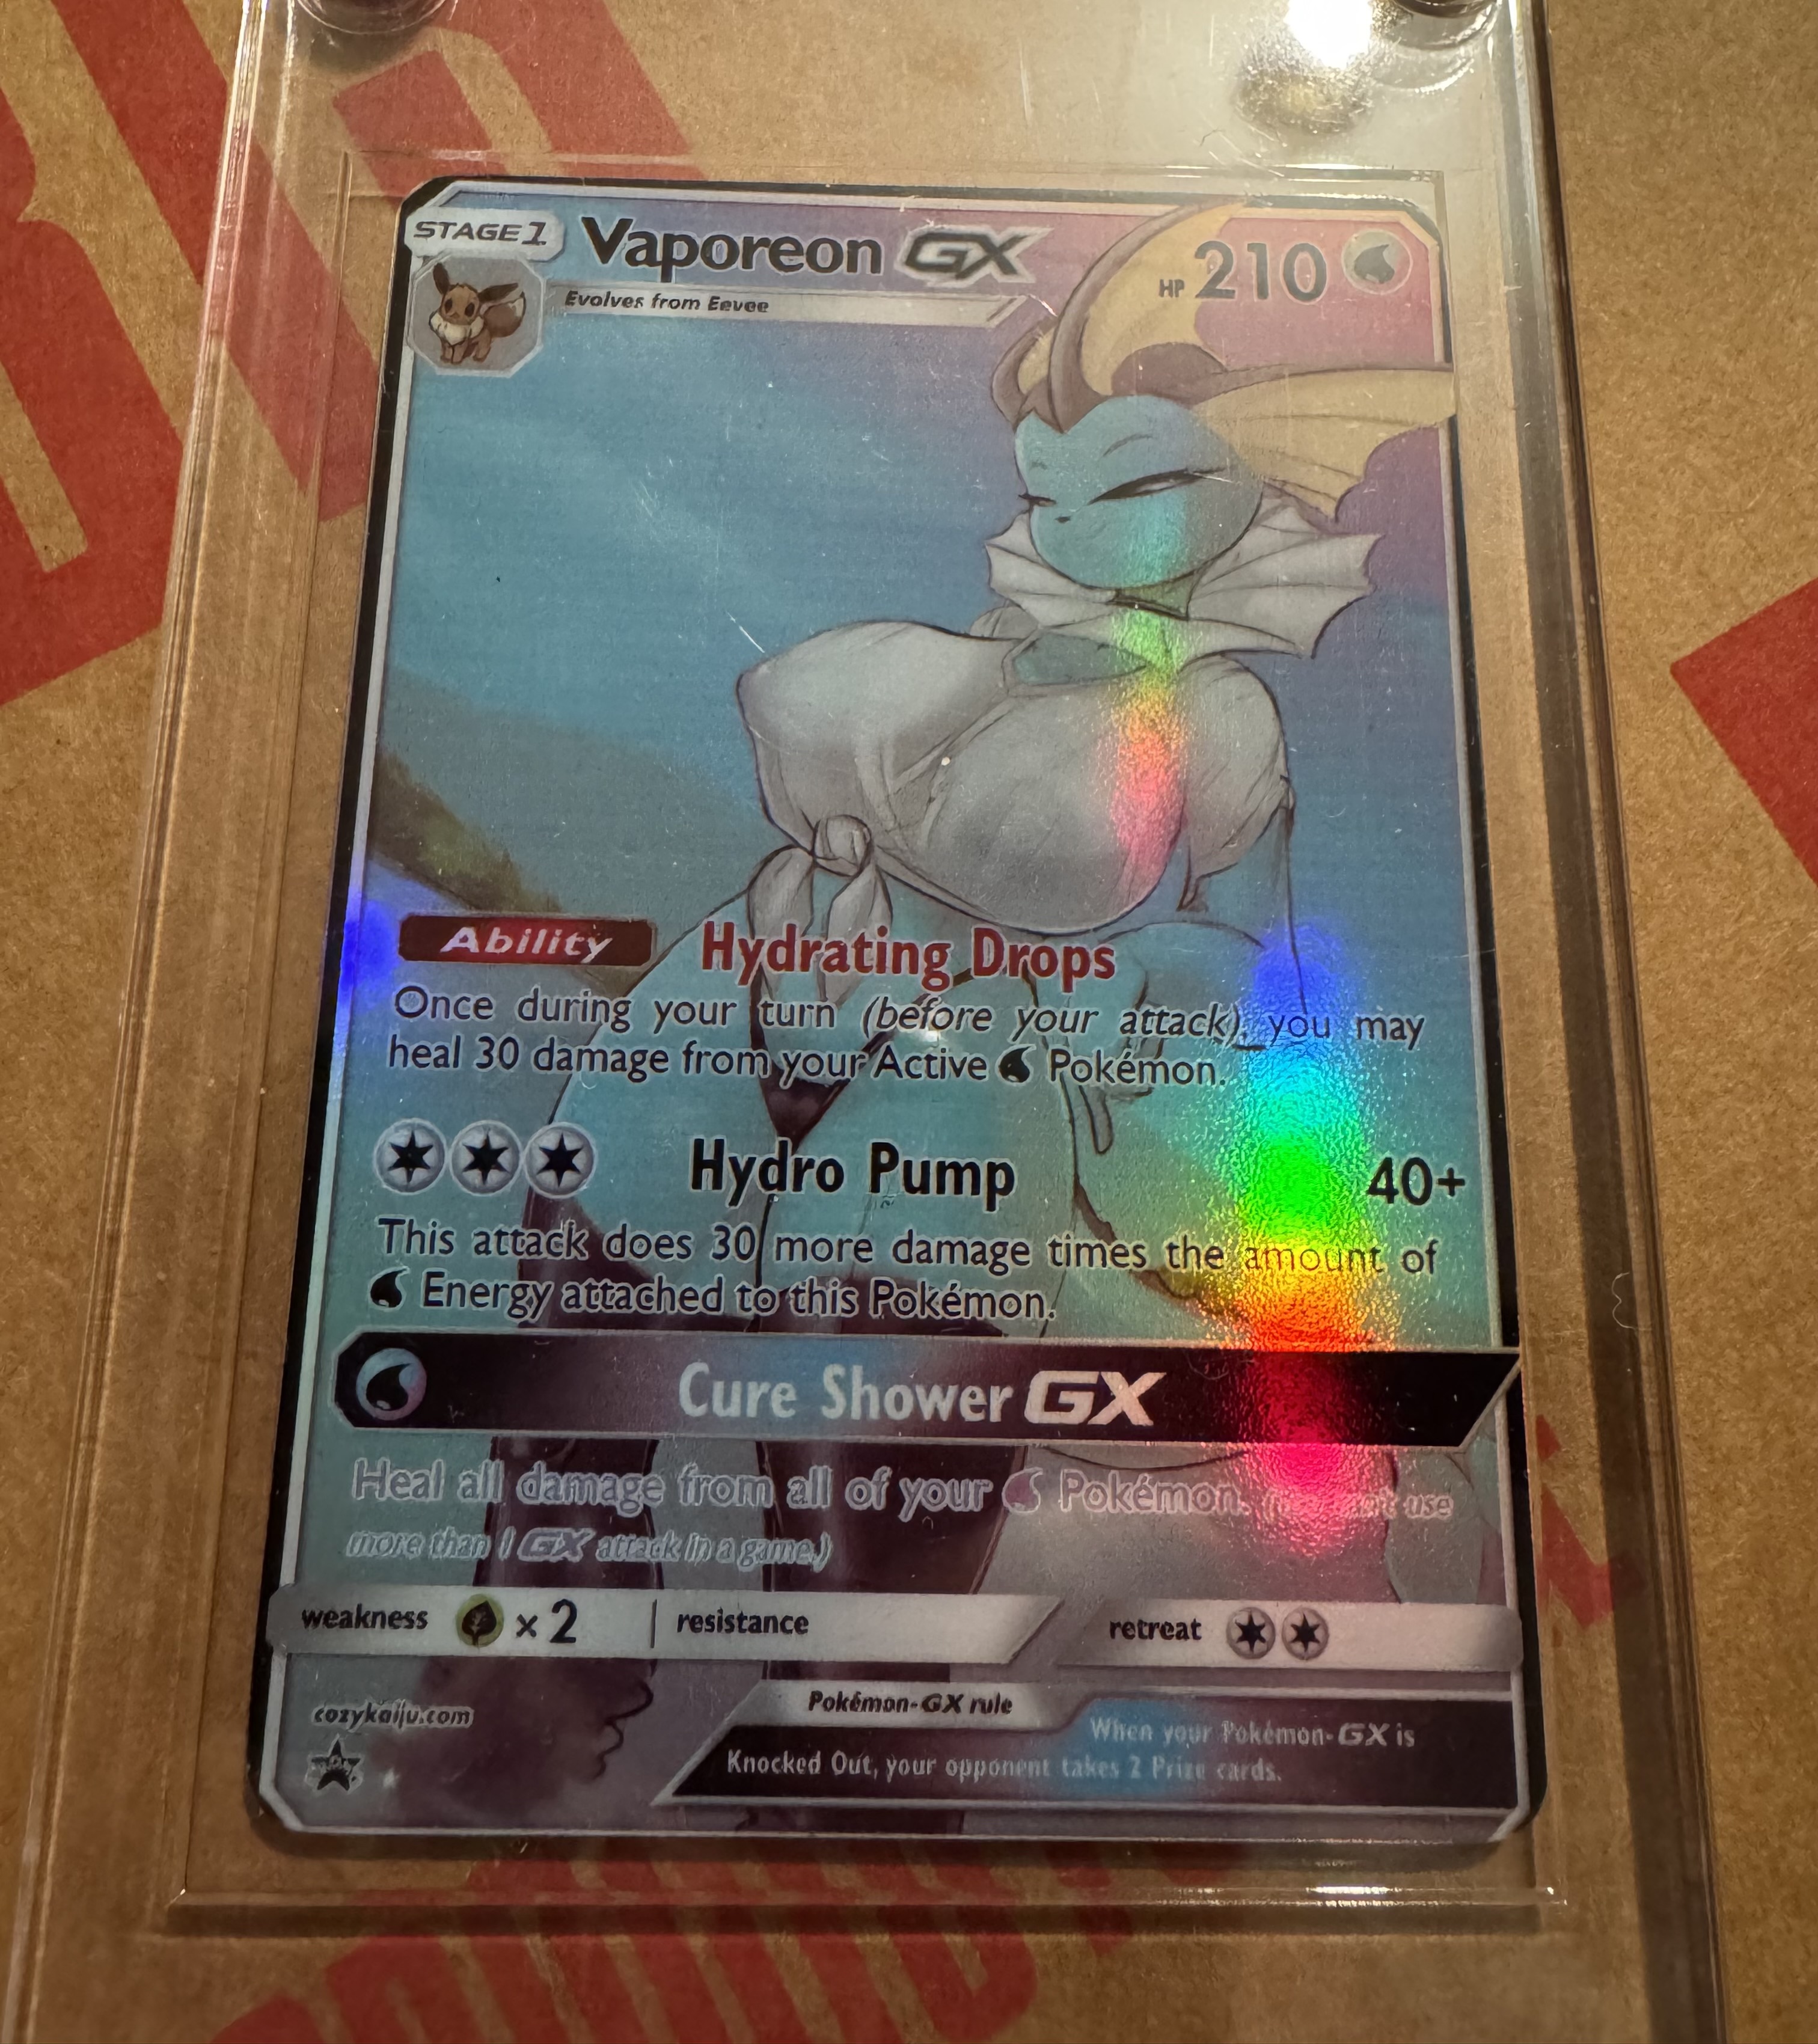 STAGE 1 Vaporeon GX HP 210
Evolves from Eevee
Ability Hydrating Drops
Once during your turn (before your attack), you may
heal 30 damage from your Active Pokémon.
Hydro Pump 40+
This attack does 30 more damage times the amount of
Energy attached to this Pokémon.
Cure Shower GX
Heal all damage from all of your Pokémon. use
more than 1 GX attack in a game.)
weakness × 2 | resistance retreat
cozykaiju.com
Pokémon-GX rule
When your Pokémon-GX is
Knocked Out, your opponent takes 2 Prize cards.